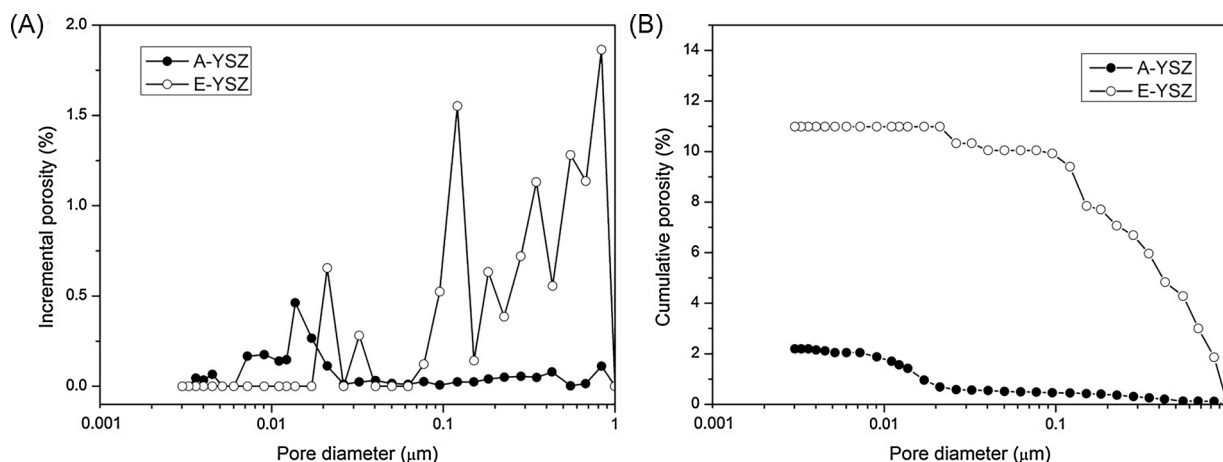 (A)
2.0
1.5
1.0
0.5
0.0
Incremental porosity (%)
A-YSZ
E-YSZ
0.001
0.01
0.1
1
Pore diameter (μm)
(B)
14
12
10
8
6
4
2
0
Cumulative porosity (%)
A-YSZ
E-YSZ
0.001
0.01
0.1
Pore diameter (μm)